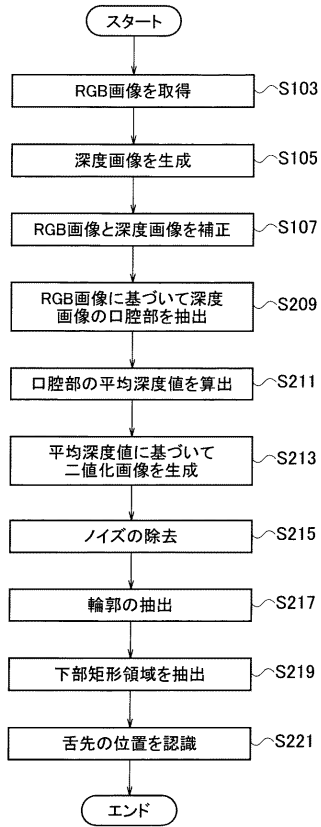 スタート
RGB画像を取得
S103
深度画像を生成
S105
RGB画像と深度画像を補正
S107
RGB画像に基づいて深度
画像の口腔部を抽出
S209
口腔部の平均深度値を算出
S211
平均深度値に基づいて
二値化画像を生成
S213
ノイズの除去
S215
輪郭の抽出
S217
下部矩形領域を抽出
S219
舌先の位置を認識
S221
エンド